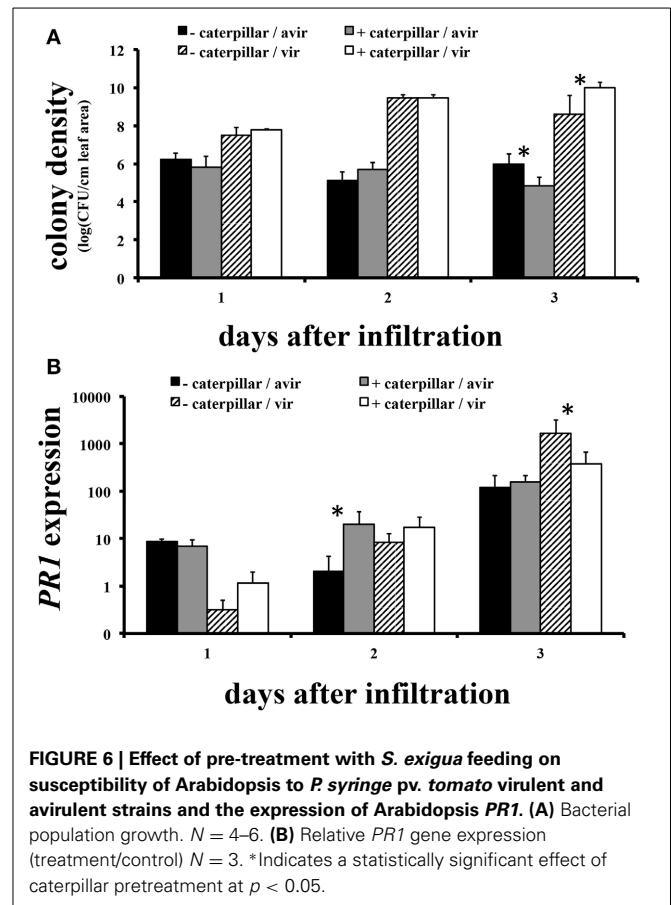 A
- caterpillar / avir + caterpillar / avir
- caterpillar / vir + caterpillar / vir
colony density
(log(CFU/cm leaf area)
12
10
8
6
4
2
0
* *
1 2 3
days after infiltration
B
- caterpillar / avir + caterpillar / avir
- caterpillar / vir + caterpillar / vir
PR1 expression
10000
1000
100
10
1
0
* *
1 2 3
days after infiltration
FIGURE 6 | Effect of pre-treatment with S. exigua feeding on
susceptibility of Arabidopsis to P. syringe pv. tomato virulent and
avirulent strains and the expression of Arabidopsis PR1. (A) Bacterial
population growth. N = 4–6. (B) Relative PR1 gene expression
(treatment/control) N = 3. *Indicates a statistically significant effect of
caterpillar pretreatment at p < 0.05.